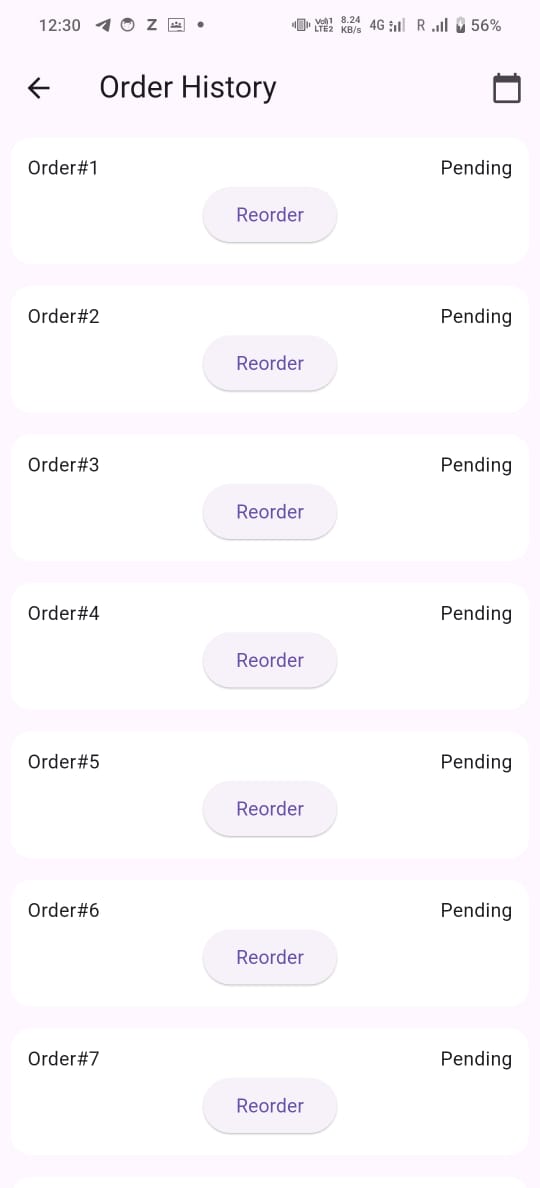 12:30 Z VoI)1 LTE2 8.24 KB/s 4G R 56%
Order History
Order#1 Pending
Reorder
Order#2 Pending
Reorder
Order#3 Pending
Reorder
Order#4 Pending
Reorder
Order#5 Pending
Reorder
Order#6 Pending
Reorder
Order#7 Pending
Reorder